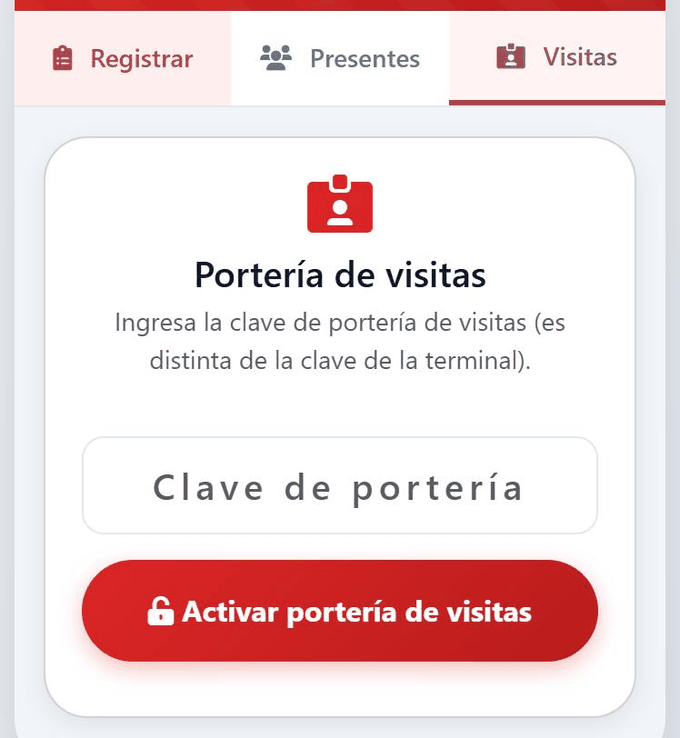 Registrar
Presentes
Visitas
Portería de visitas
Ingresa la clave de portería de visitas (es
distinta de la clave de la terminal).
Clave de portería
Activar portería de visitas